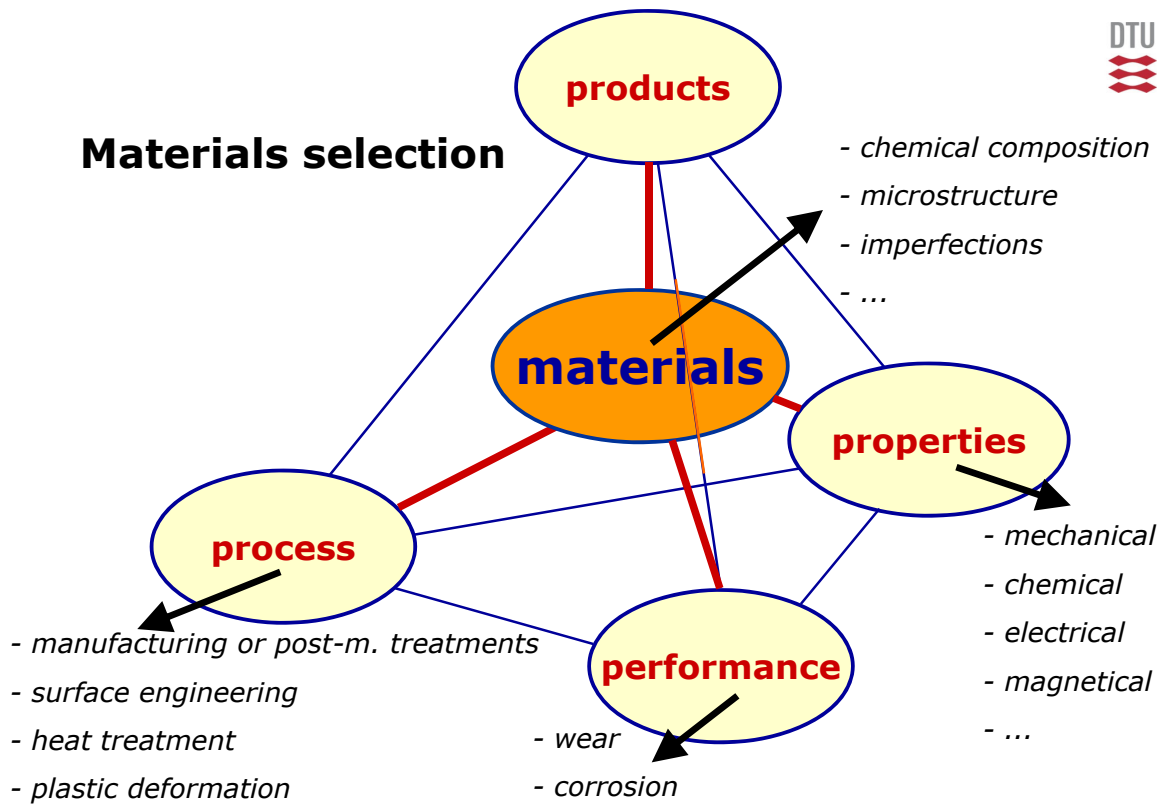 DTU
products
Materials selection
- chemical composition
- microstructure
- imperfections
- ...
materials
properties
- mechanical
- chemical
- electrical
- magnetical
- ...
process
- manufacturing or post-m. treatments
- surface engineering
- heat treatment
- plastic deformation
performance
- wear
- corrosion